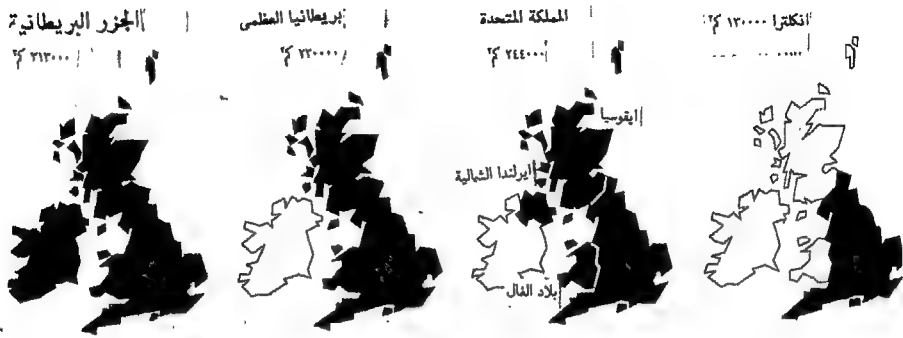 الجزر البريطانية
٣١٣٠٠٠ كم٢
بريطانيا العظمى
٢٣٠٠٠٠ كم٢
المملكة المتحدة
٢٤٤٠٠٠ كم٢
ايقوسيا
ايرلندا الشمالية
بلاد الغال
انكلترا ١٣٠٠٠٠ كم٢